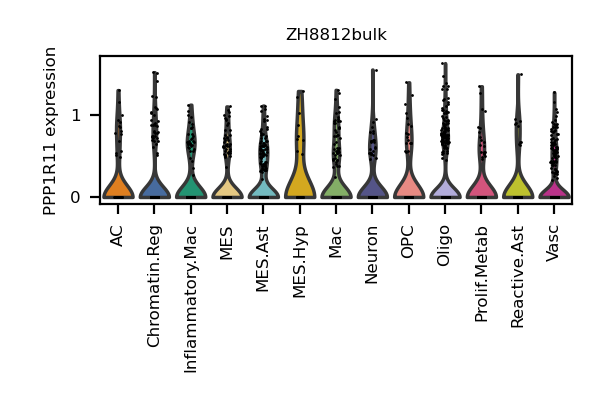 ZH8812bulk
PPP1R11 expression
1
0
AC
Chromatin.Reg
Inflammatory.Mac
MES
MES.Ast
MES.Hyp
Mac
Neuron
OPC
Oligo
Prolif.Metab
Reactive.Ast
Vasc